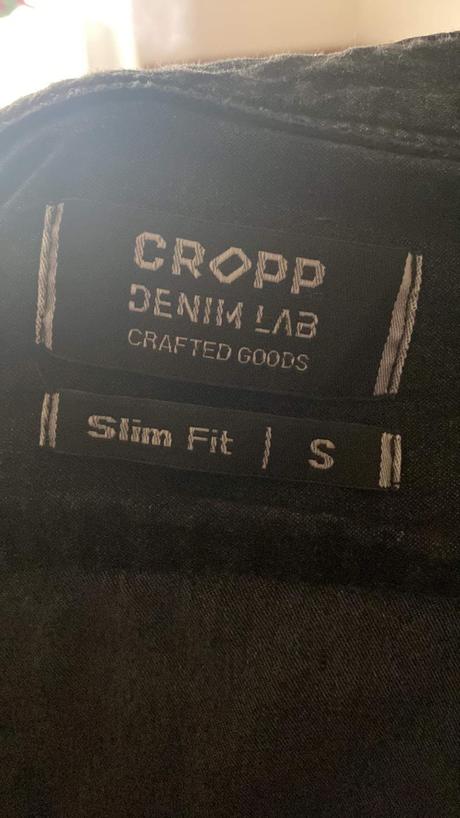 CROPP
DENIM LAB
CRAFTED GOODS
Slim Fit | S